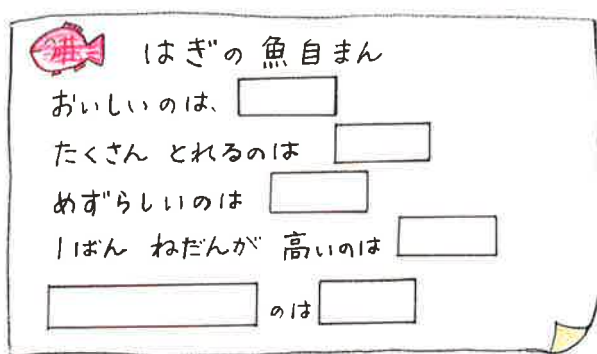 はぎの魚自まん
おいしいのは、
たくさん とれるのは
めずらしいのは
1ばん ねだんが 高いのは
のは